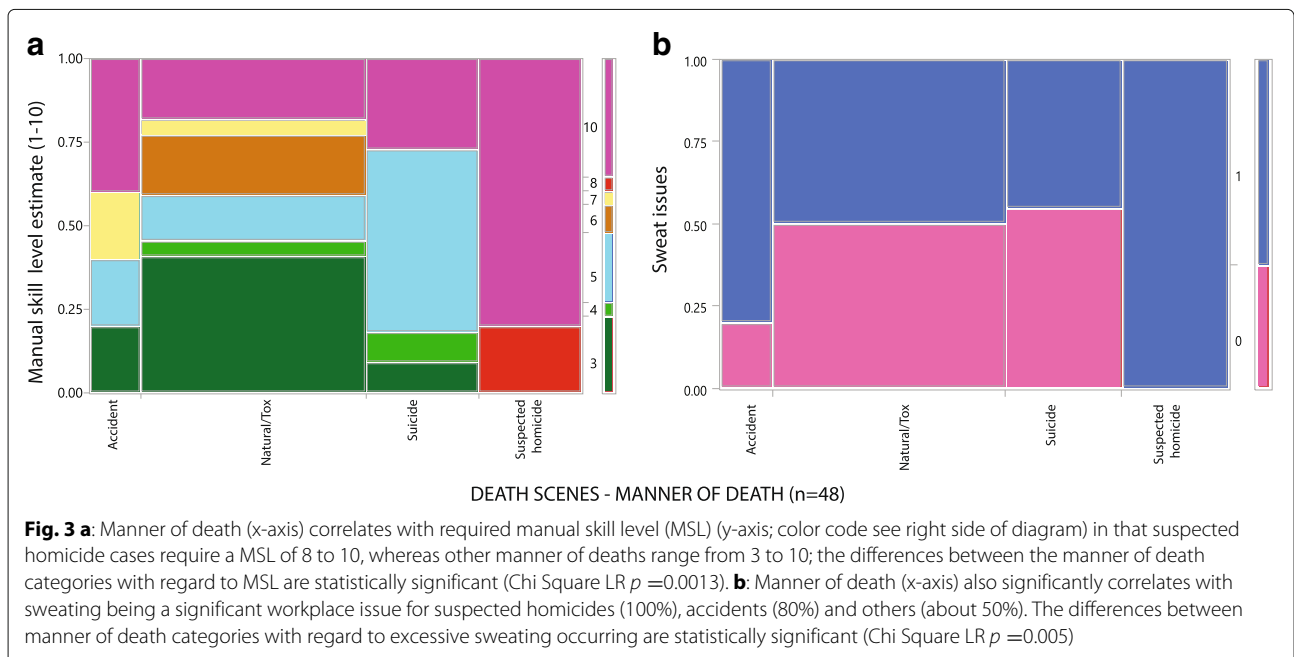 a
b
Manual skill level estimate (1-10)
1.00
0.75
0.50
0.25
0.00
10
8
7
6
5
4
3
Accident
Natural/Tox
Suicide
Suspected
homicide
Sweat issues
1.00
0.75
0.50
0.25
0.00
1
0
Accident
Natural/Tox
Suicide
Suspected
homicide
DEATH SCENES - MANNER OF DEATH (n=48)
Fig. 3 a: Manner of death (x-axis) correlates with required manual skill level (MSL) (y-axis; color code see right side of diagram) in that suspected
homicide cases require a MSL of 8 to 10, whereas other manner of deaths range from 3 to 10; the differences between the manner of death
categories with regard to MSL are statistically significant (Chi Square LR p =0.0013). b: Manner of death (x-axis) also significantly correlates with
sweating being a significant workplace issue for suspected homicides (100%), accidents (80%) and others (about 50%). The differences between
manner of death categories with regard to excessive sweating occurring are statistically significant (Chi Square LR p =0.005)